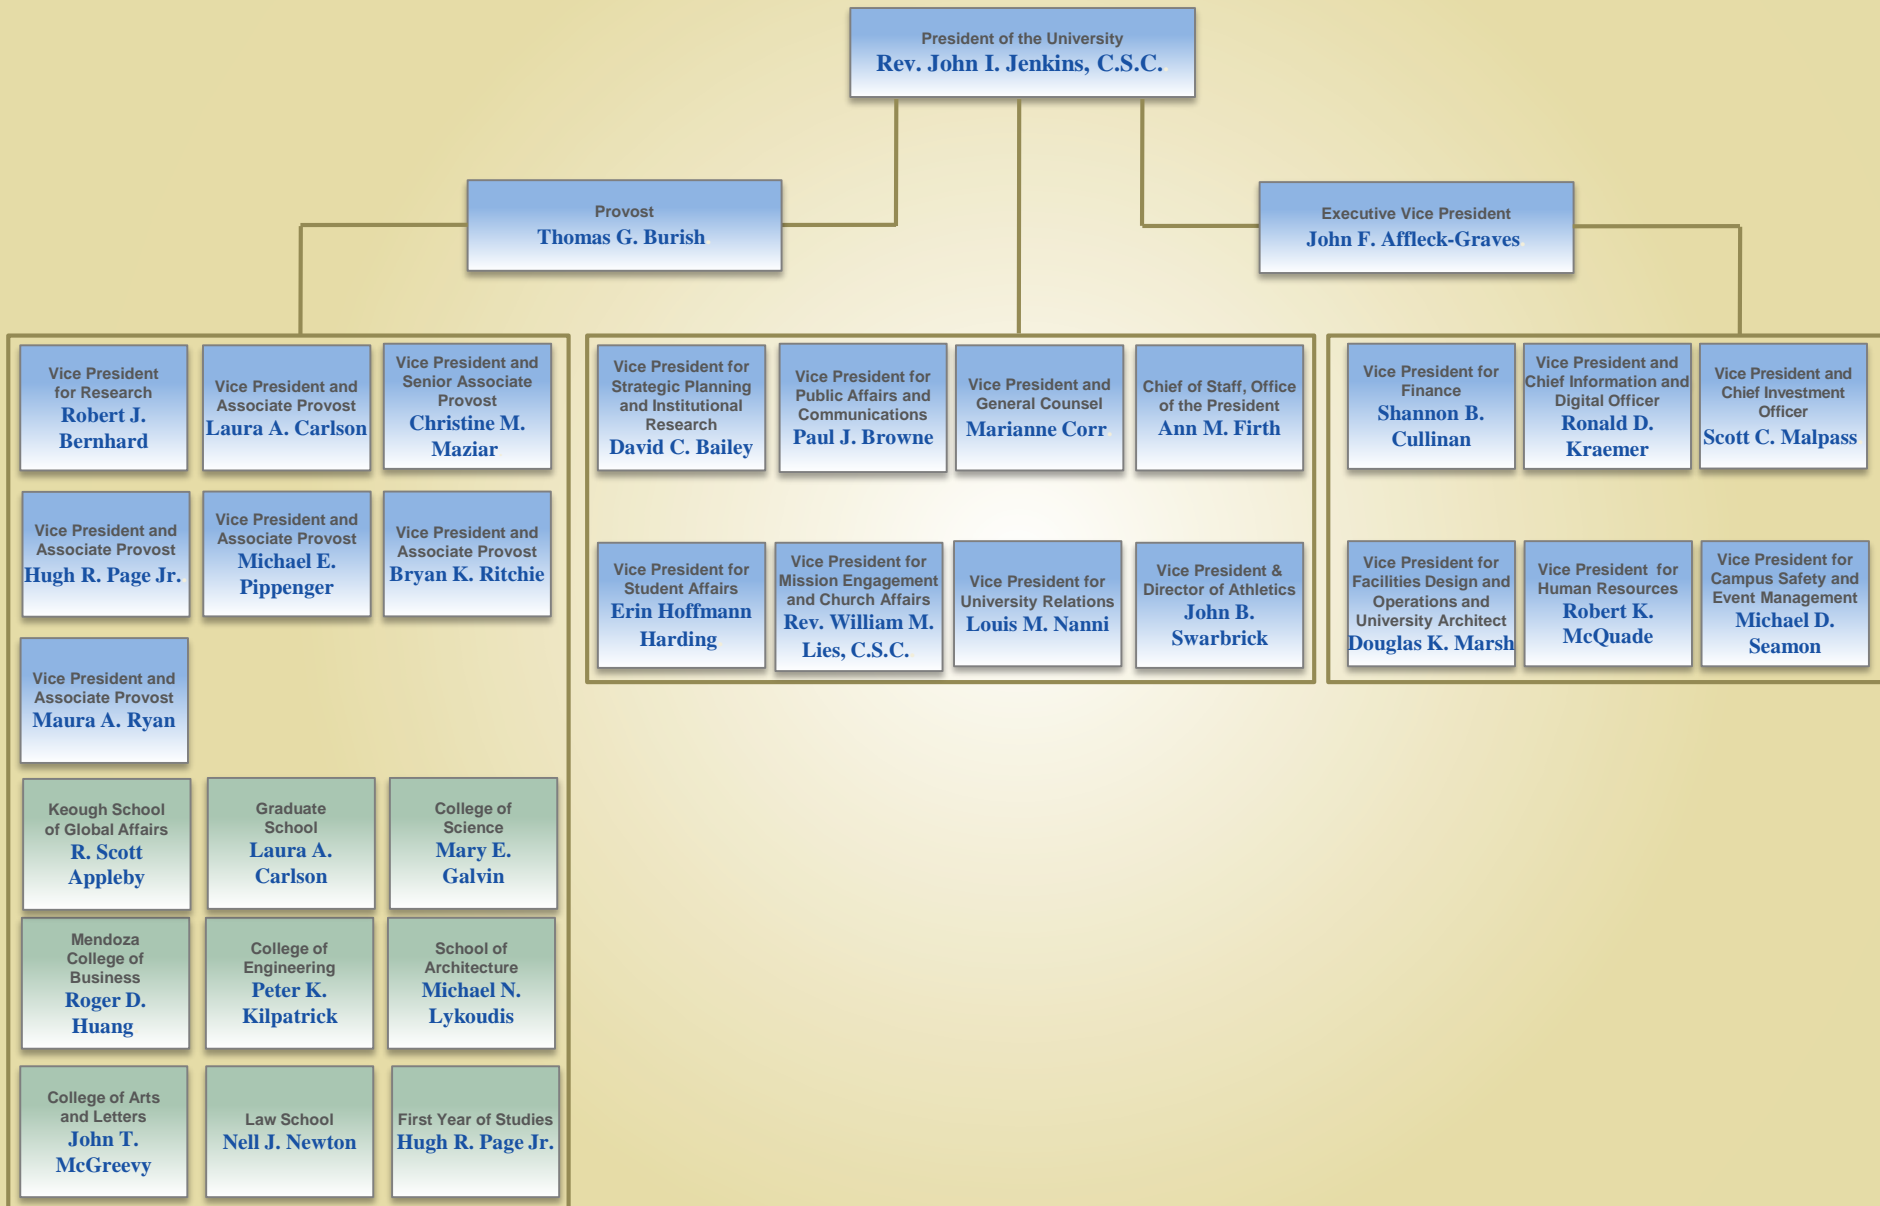 President of the University
Rev. John I. Jenkins, C.S.C.
Provost
Thomas G. Burish
Executive Vice President
John F. Affleck-Graves
Vice President
for Research
Robert J.
Bernhard
Vice President and
Associate Provost
Laura A. Carlson
Vice President and
Senior Associate
Provost
Christine M.
Maziar
Vice President and
Associate Provost
Hugh R. Page Jr.
Vice President and
Associate Provost
Michael E.
Pippenger
Vice President and
Associate Provost
Bryan K. Ritchie
Vice President and
Associate Provost
Maura A. Ryan
Keough School
of Global Affairs
R. Scott
Appleby
Graduate
School
Laura A.
Carlson
College of
Science
Mary E.
Galvin
Mendoza
College of
Business
Roger D.
Huang
College of
Engineering
Peter K.
Kilpatrick
School of
Architecture
Michael N.
Lykoudis
College of Arts
and Letters
John T.
McGreevy
Law School
Nell J. Newton
First Year of Studies
Hugh R. Page Jr.
Vice President for
Strategic Planning
and Institutional
Research
David C. Bailey
Vice President for
Public Affairs and
Communications
Paul J. Browne
Vice President and
General Counsel
Marianne Corr
Chief of Staff, Office
of the President
Ann M. Firth
Vice President for
Student Affairs
Erin Hoffmann
Harding
Vice President for
Mission Engagement
and Church Affairs
Rev. William M.
Lies, C.S.C.
Vice President for
University Relations
Louis M. Nanni
Vice President &
Director of Athletics
John B.
Swarbrick
Vice President for
Finance
Shannon B.
Cullinan
Vice President and
Chief Information and
Digital Officer
Ronald D.
Kraemer
Vice President and
Chief Investment
Officer
Scott C. Malpass
Vice President for
Facilities Design and
Operations and
University Architect
Douglas K. Marsh
Vice President for
Human Resources
Robert K.
McQuade
Vice President for
Campus Safety and
Event Management
Michael D.
Seamon